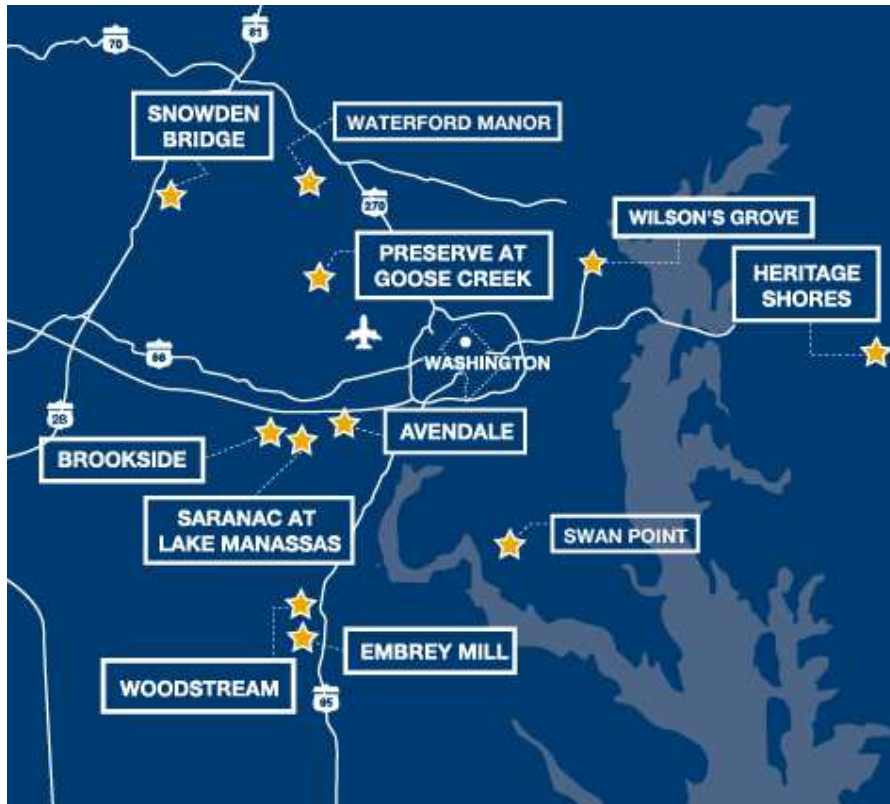 81
70
SNOWDEN
BRIDGE
WATERFORD MANOR
270
WILSON'S GROVE
PRESERVE AT
GOOSE CREEK
HERITAGE
SHORES
WASHINGTON
66
28
AVENDALE
BROOKSIDE
SARANAC AT
LAKE MANASSAS
SWAN POINT
EMBREY MILL
WOODSTREAM
95